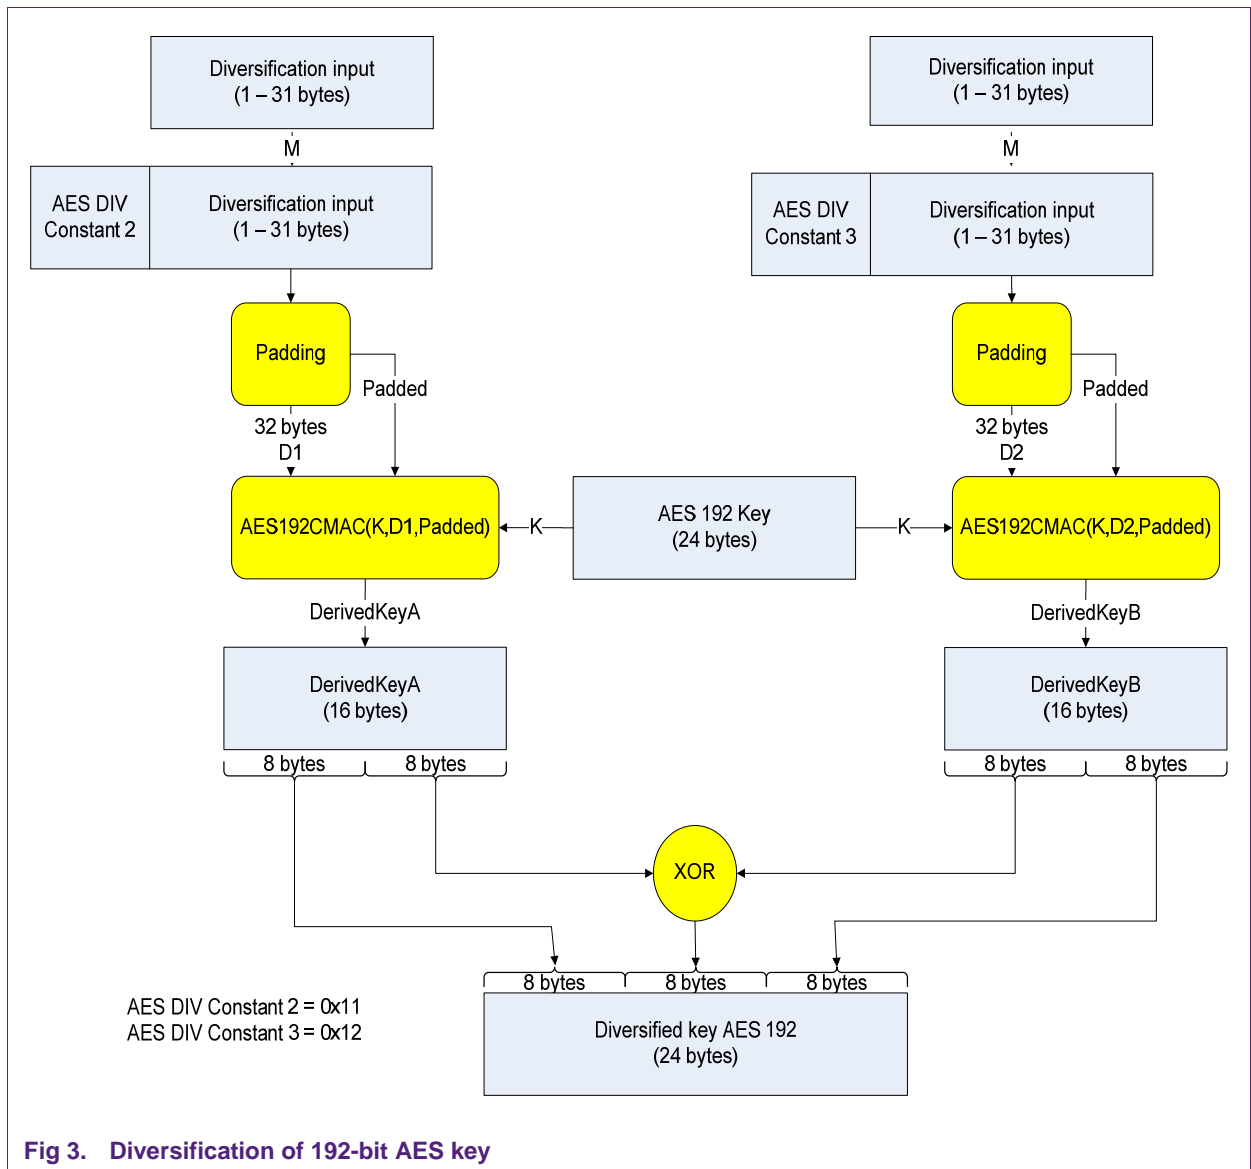 Diversification input
(1 – 31 bytes)
Diversification input
(1 – 31 bytes)
M
M
AES DIV
Constant 2
Diversification input
(1 – 31 bytes)
AES DIV
Constant 3
Diversification input
(1 – 31 bytes)
Padding
Padded
Padding
Padded
32 bytes
D1
32 bytes
D2
AES192CMAC(K,D1,Padded)
K
AES 192 Key
(24 bytes)
K
AES192CMAC(K,D2,Padded)
DerivedKeyA
DerivedKeyB
DerivedKeyA
(16 bytes)
DerivedKeyB
(16 bytes)
8 bytes
8 bytes
8 bytes
8 bytes
XOR
8 bytes
8 bytes
8 bytes
AES DIV Constant 2 = 0x11
AES DIV Constant 3 = 0x12
Diversified key AES 192
(24 bytes)
Fig 3. Diversification of 192-bit AES key